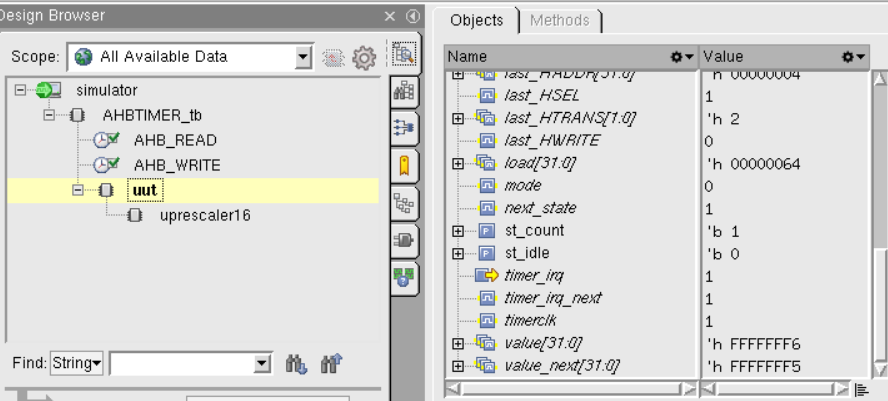 Design Browser
Scope: All Available Data
simulator
AHBTIMER_tb
AHB_READ
AHB_WRITE
uut
uprescaler16
Find: String
Objects Methods
Name Value
last_HADDR[31:0] 'h 00000004
last_HSEL 1
last_HTRANS[1:0] 'h 2
last_HWRITE 0
load[31:0] 'h 00000064
mode 0
next_state 1
st_count 'b 1
st_idle 'b 0
timer_irq 1
timer_irq_next 1
timerclk 1
value[31:0] 'h FFFFFFF6
value_next[31:0] 'h FFFFFFF5